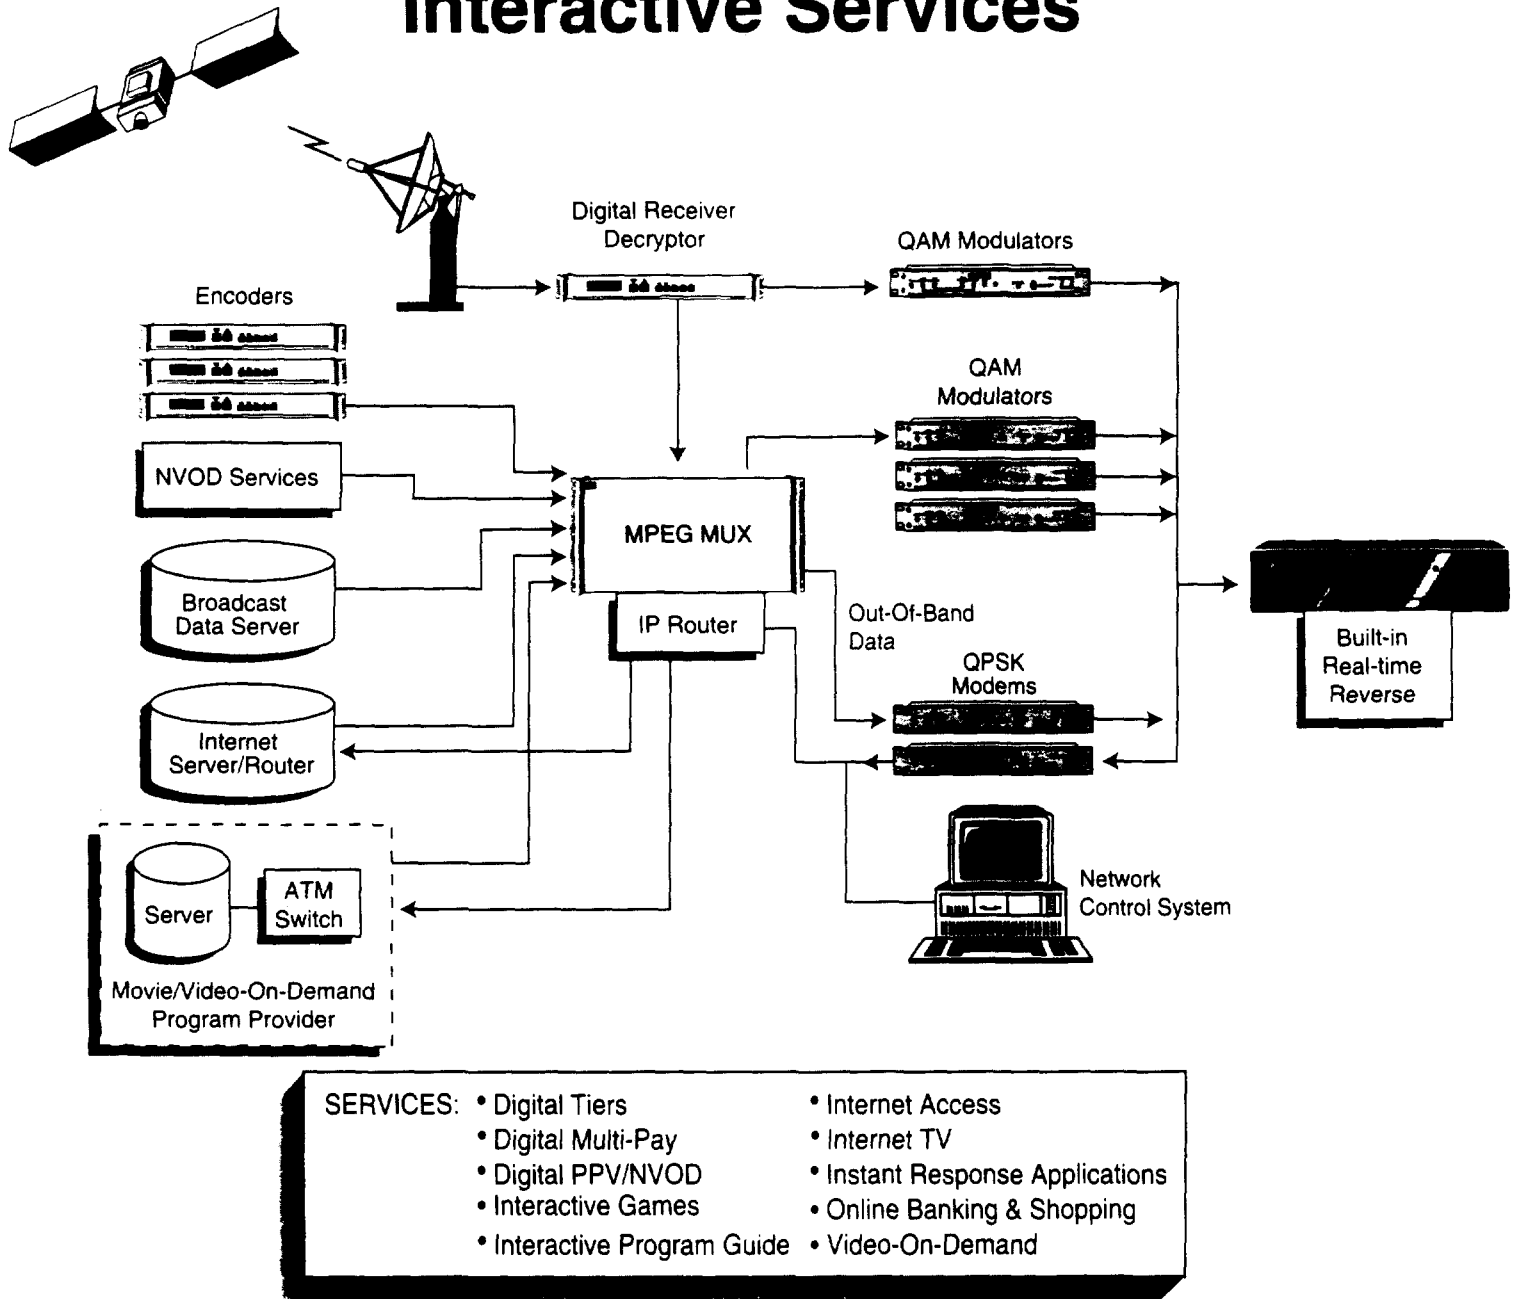 Interactive Services
Digital Receiver
Decryptor
QAM Modulators
Encoders
QAM
Modulators
NVOD Services
MPEG MUX
Broadcast
Data Server
IP Router
Out-Of-Band
Data
Built-in
Real-time
Reverse
QPSK
Modems
Internet
Server/Router
Server
ATM
Switch
Network
Control System
Movie/Video-On-Demand
Program Provider
SERVICES:
• Digital Tiers
• Digital Multi-Pay
• Digital PPV/NVOD
• Interactive Games
• Interactive Program Guide
• Internet Access
• Internet TV
• Instant Response Applications
• Online Banking & Shopping
• Video-On-Demand